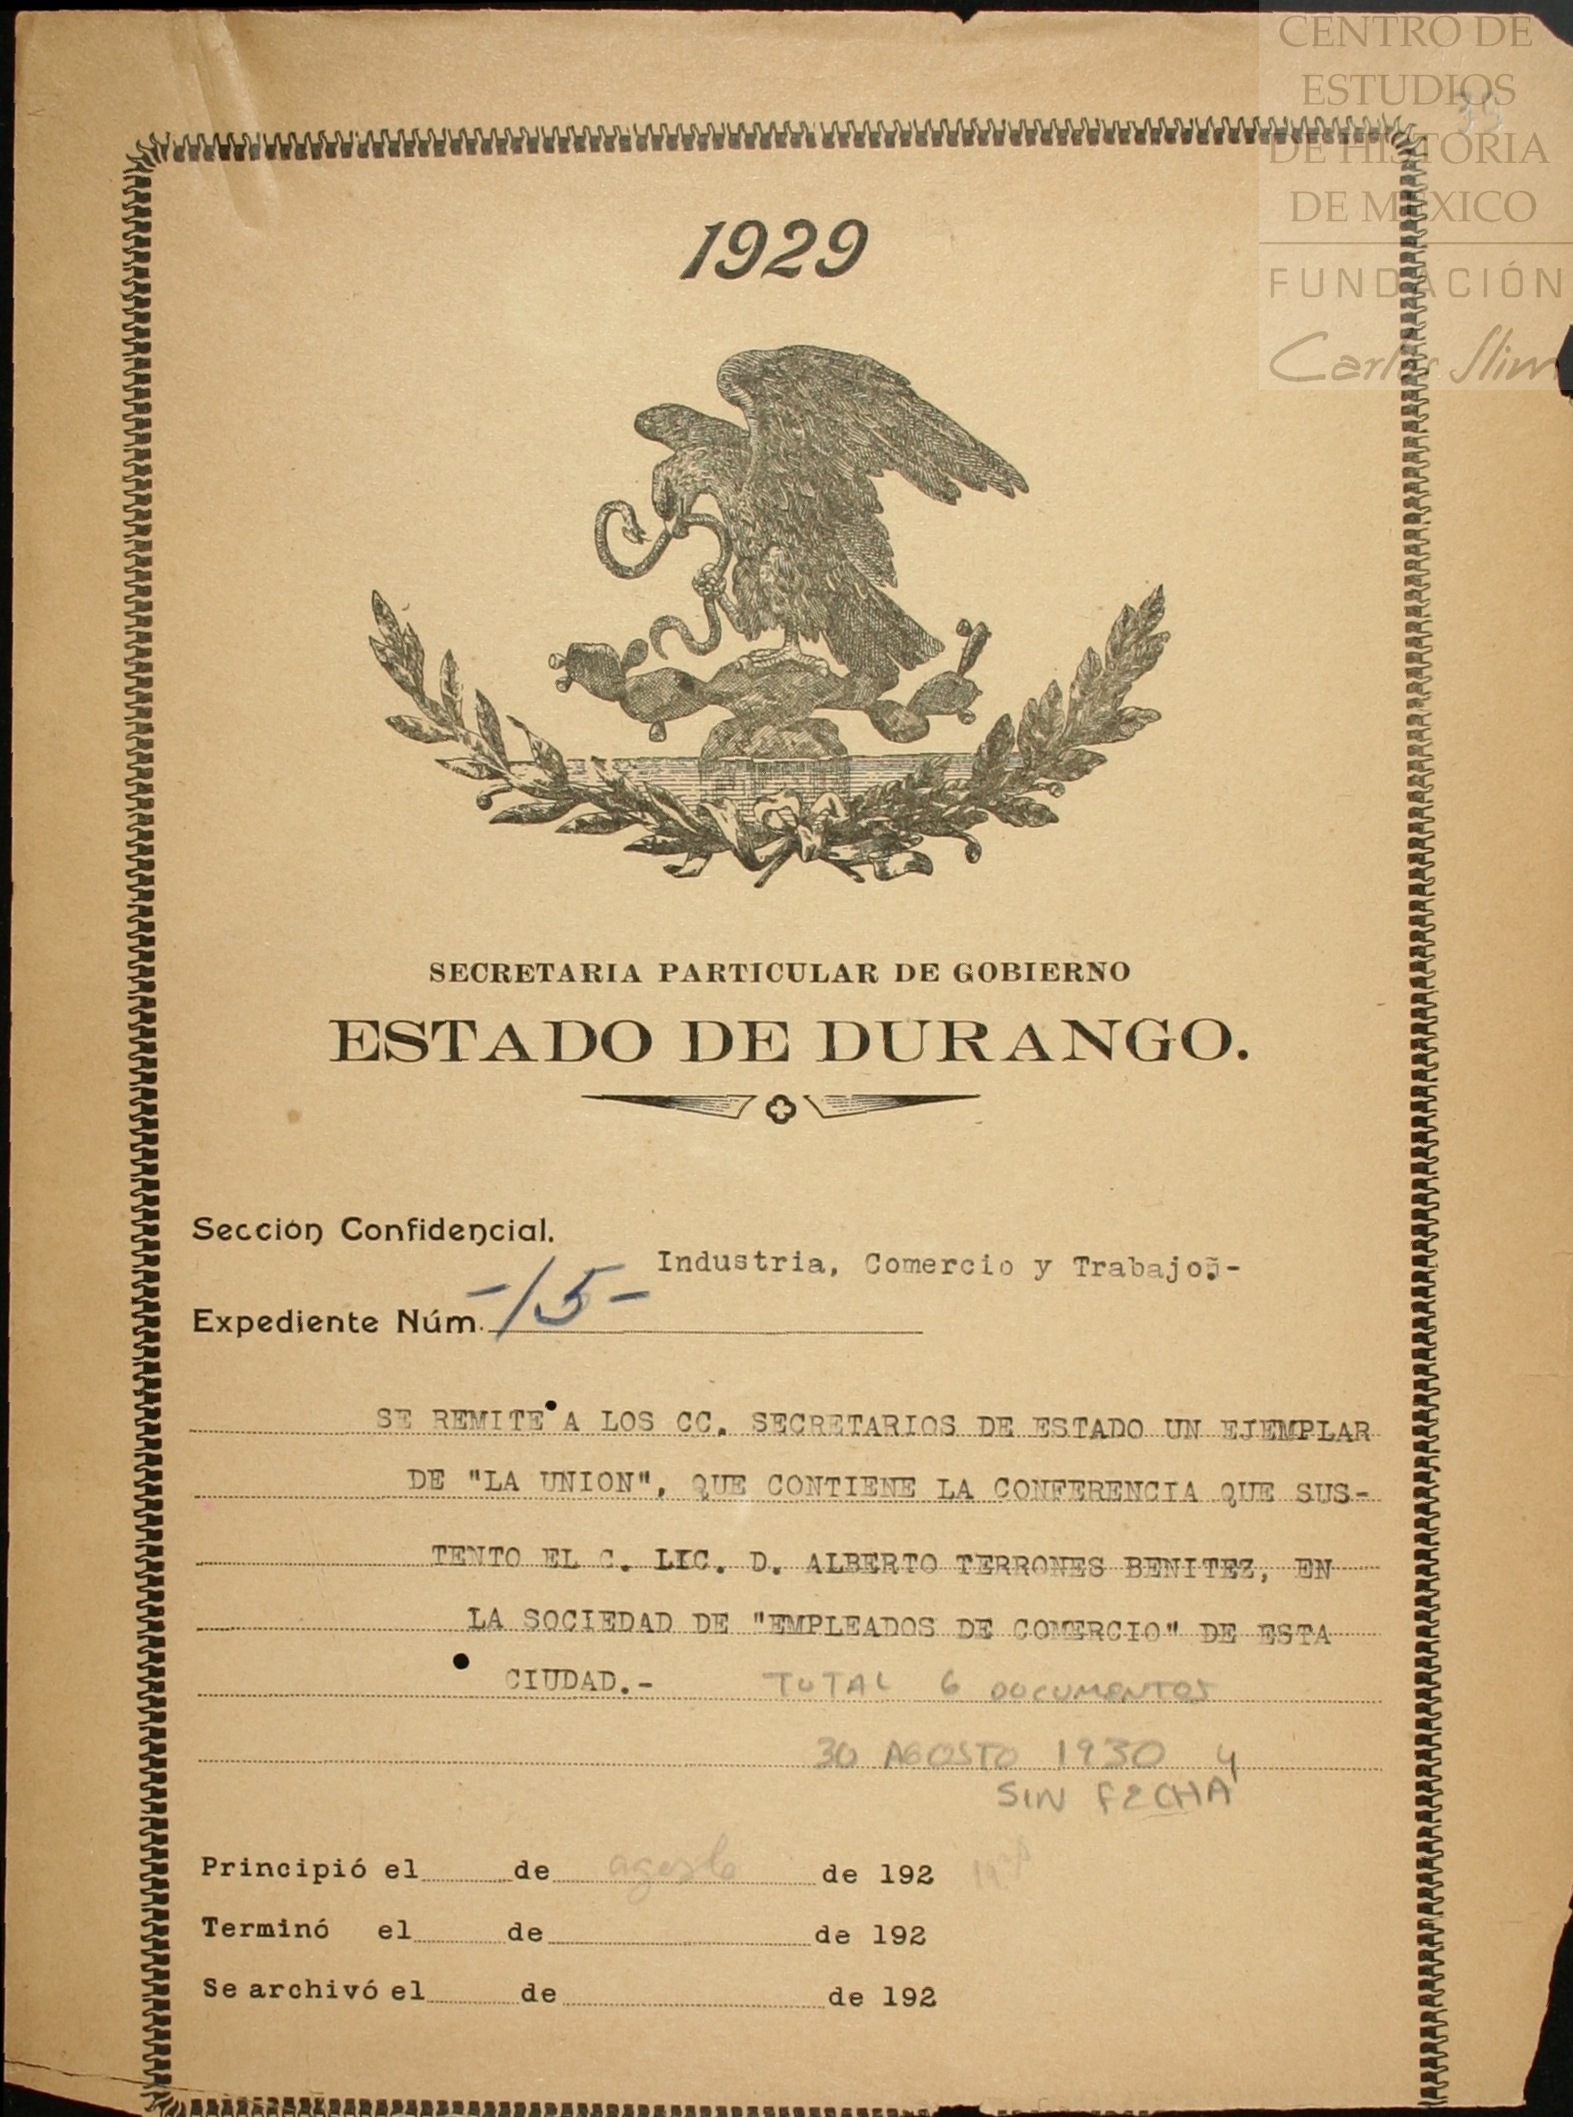 CENTRO DE
ESTUDIOS
DE HISTORIA
DE MEXICO
FUNDACIÓN
Carlos Slim
1929
SECRETARIA PARTICULAR DE GOBIERNO
ESTADO DE DURANGO.
Sección Confidencial.
Industria, Comercio y Trabajo.-
Expediente Núm. -15-
SE REMITE A LOS CC. SECRETARIOS DE ESTADO UN EJEMPLAR
DE "LA UNION", QUE CONTIENE LA CONFERENCIA QUE SUS-
TENTO EL C. LIC. D. ALBERTO TERRONES BENITEZ, EN
LA SOCIEDAD DE "EMPLEADOS DE COMERCIO" DE ESTA
CIUDAD.- TOTAL 6 DOCUMENTOS
30 AGOSTO 1930 y
SIN FECHA
Principió el de agosto de 192
Terminó el de de 192
Se archivó el de de 192